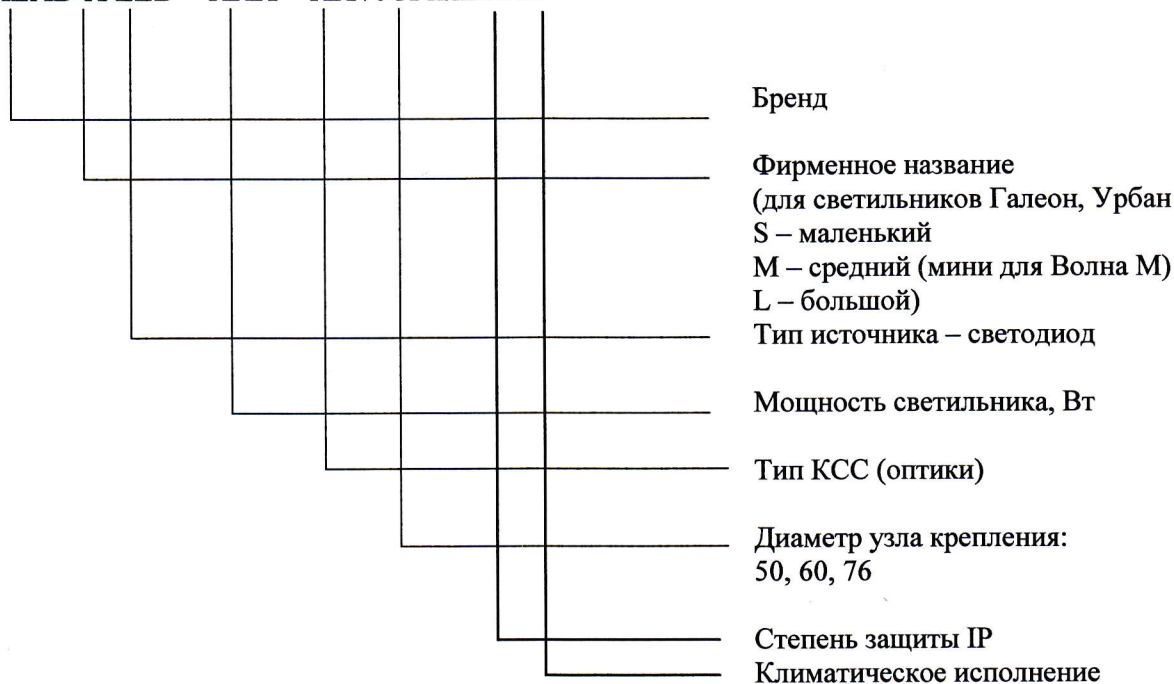 Бренд
Фирменное название
(для светильников Галеон, Урбан
S – маленький
М – средний (мини для Волна М)
L – большой)
Тип источника – светодиод
Мощность светильника, Вт
Тип КСС (оптики)
Диаметр узла крепления:
50, 60, 76
Степень защиты IP
Климатическое исполнение